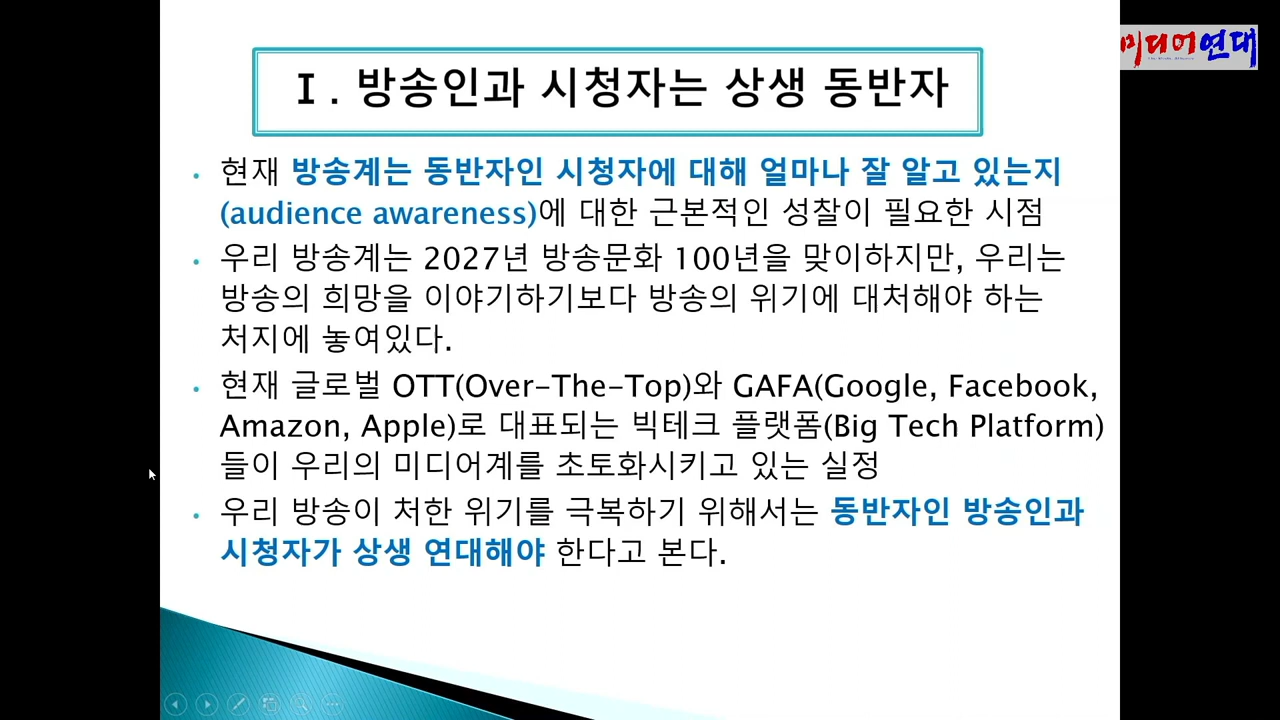 미디어연대
Ⅰ. 방송인과 시청자는 상생 동반자
• 현재 방송계는 동반자인 시청자에 대해 얼마나 잘 알고 있는지
(audience awareness)에 대한 근본적인 성찰이 필요한 시점
• 우리 방송계는 2027년 방송문화 100년을 맞이하지만, 우리는
방송의 희망을 이야기하기보다 방송의 위기에 대처해야 하는
처지에 놓여있다.
• 현재 글로벌 OTT(Over-The-Top)와 GAFA(Google, Facebook,
Amazon, Apple)로 대표되는 빅테크 플랫폼(Big Tech Platform)
들이 우리의 미디어계를 초토화시키고 있는 실정
• 우리 방송이 처한 위기를 극복하기 위해서는 동반자인 방송인과
시청자가 상생 연대해야 한다고 본다.